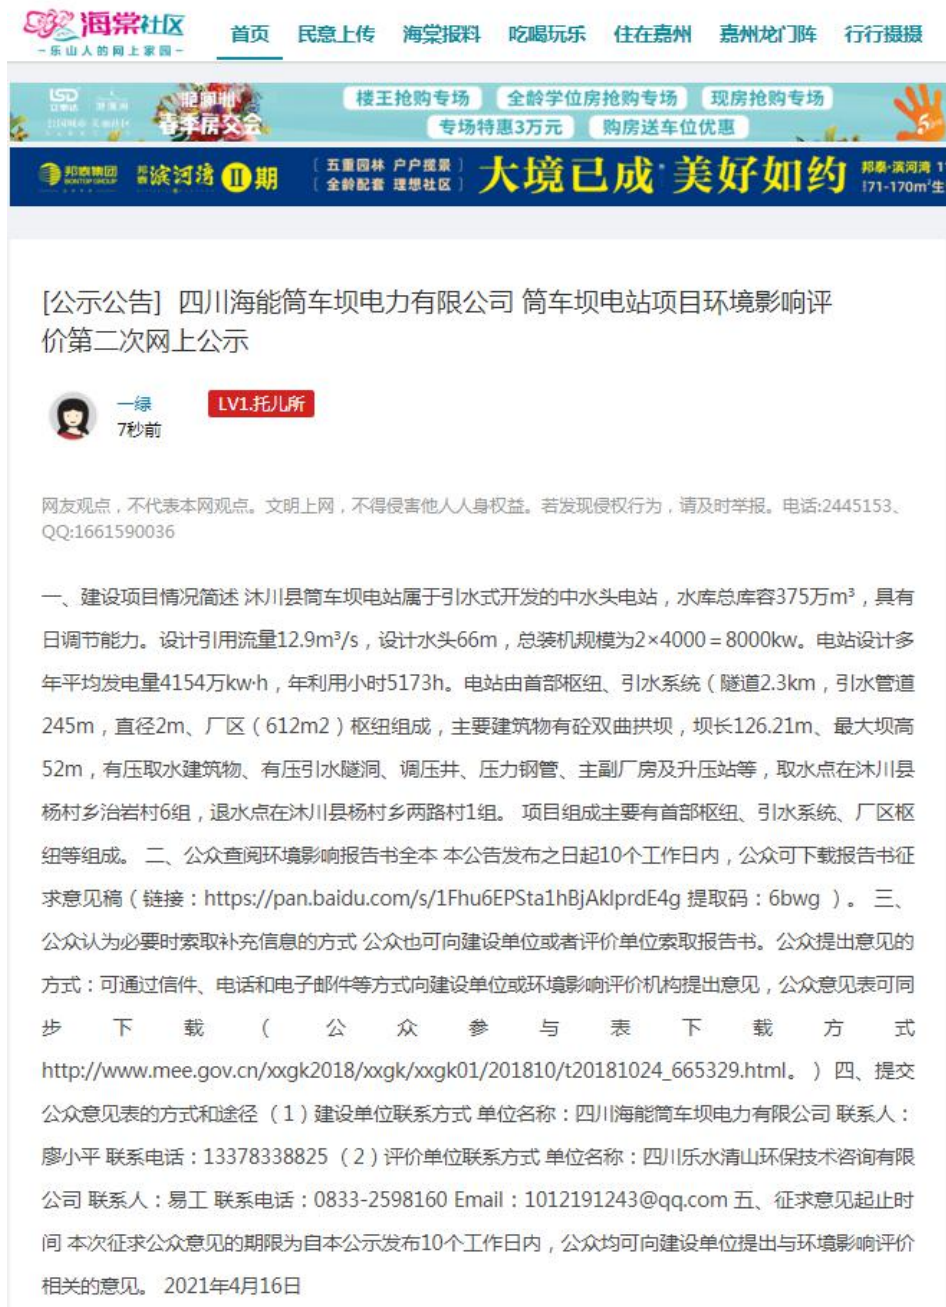 海棠社区
乐山人的网上家园
首页 民意上传 海棠报料 吃喝玩乐 住在嘉州 嘉州龙门阵 行行摄摄
LSD
春季房交会
楼王抢购专场 全龄学位房抢购专场 现房抢购专场
专场特惠3万元 购房送车位优惠
邦泰集团 邦泰 滨河湾 II 期 五重园林 户户揽景 大境已成 美好如约 邦泰·滨河湾
BONTOP GROUP 全龄配套 理想社区 171-170m²生
[公示公告] 四川海能筒车坝电力有限公司 筒车坝电站项目环境影响评
价第二次网上公示
一绿 LV1.托儿所
7秒前
网友观点，不代表本网观点。文明上网，不得侵害他人人身权益。若发现侵权行为，请及时举报。电话:2445153、
QQ:1661590036
一、建设项目情况简述 沐川县筒车坝电站属于引水式开发的中水头电站，水库总库容375万m³，具有
日调节能力。设计引用流量12.9m³/s，设计水头66m，总装机规模为2×4000＝8000kw。电站设计多
年平均发电量4154万kw·h，年利用小时5173h。电站由首部枢纽、引水系统（隧道2.3km，引水管道
245m，直径2m、厂区（612m2）枢纽组成，主要建筑物有砼双曲拱坝，坝长126.21m、最大坝高
52m，有压取水建筑物、有压引水隧洞、调压井、压力钢管、主副厂房及升压站等，取水点在沐川县
杨村乡治岩村6组，退水点在沐川县杨村乡两路村1组。 项目组成主要有首部枢纽、引水系统、厂区枢
纽等组成。 二、公众查阅环境影响报告书全本 本公告发布之日起10个工作日内，公众可下载报告书征
求意见稿（链接：https://pan.baidu.com/s/1Fhu6EPSta1hBjAklprdE4g 提取码：6bwg ）。 三、
公众认为必要时索取补充信息的方式 公众也可向建设单位或者评价单位索取报告书。公众提出意见的
方式：可通过信件、电话和电子邮件等方式向建设单位或环境影响评价机构提出意见，公众意见表可同
步下载（公众参与表下载方式
http://www.mee.gov.cn/xxgk2018/xxgk/xxgk01/201810/t20181024_665329.html。 ）四、提交
公众意见表的方式和途径 （1）建设单位联系方式 单位名称：四川海能筒车坝电力有限公司 联系人：
廖小平 联系电话：13378338825 （2）评价单位联系方式 单位名称：四川乐水清山环保技术咨询有限
公司 联系人：易工 联系电话：0833-2598160 Email：1012191243@qq.com 五、征求意见起止时
间 本次征求公众意见的期限为自本公示发布10个工作日内，公众均可向建设单位提出与环境影响评价
相关的意见。 2021年4月16日